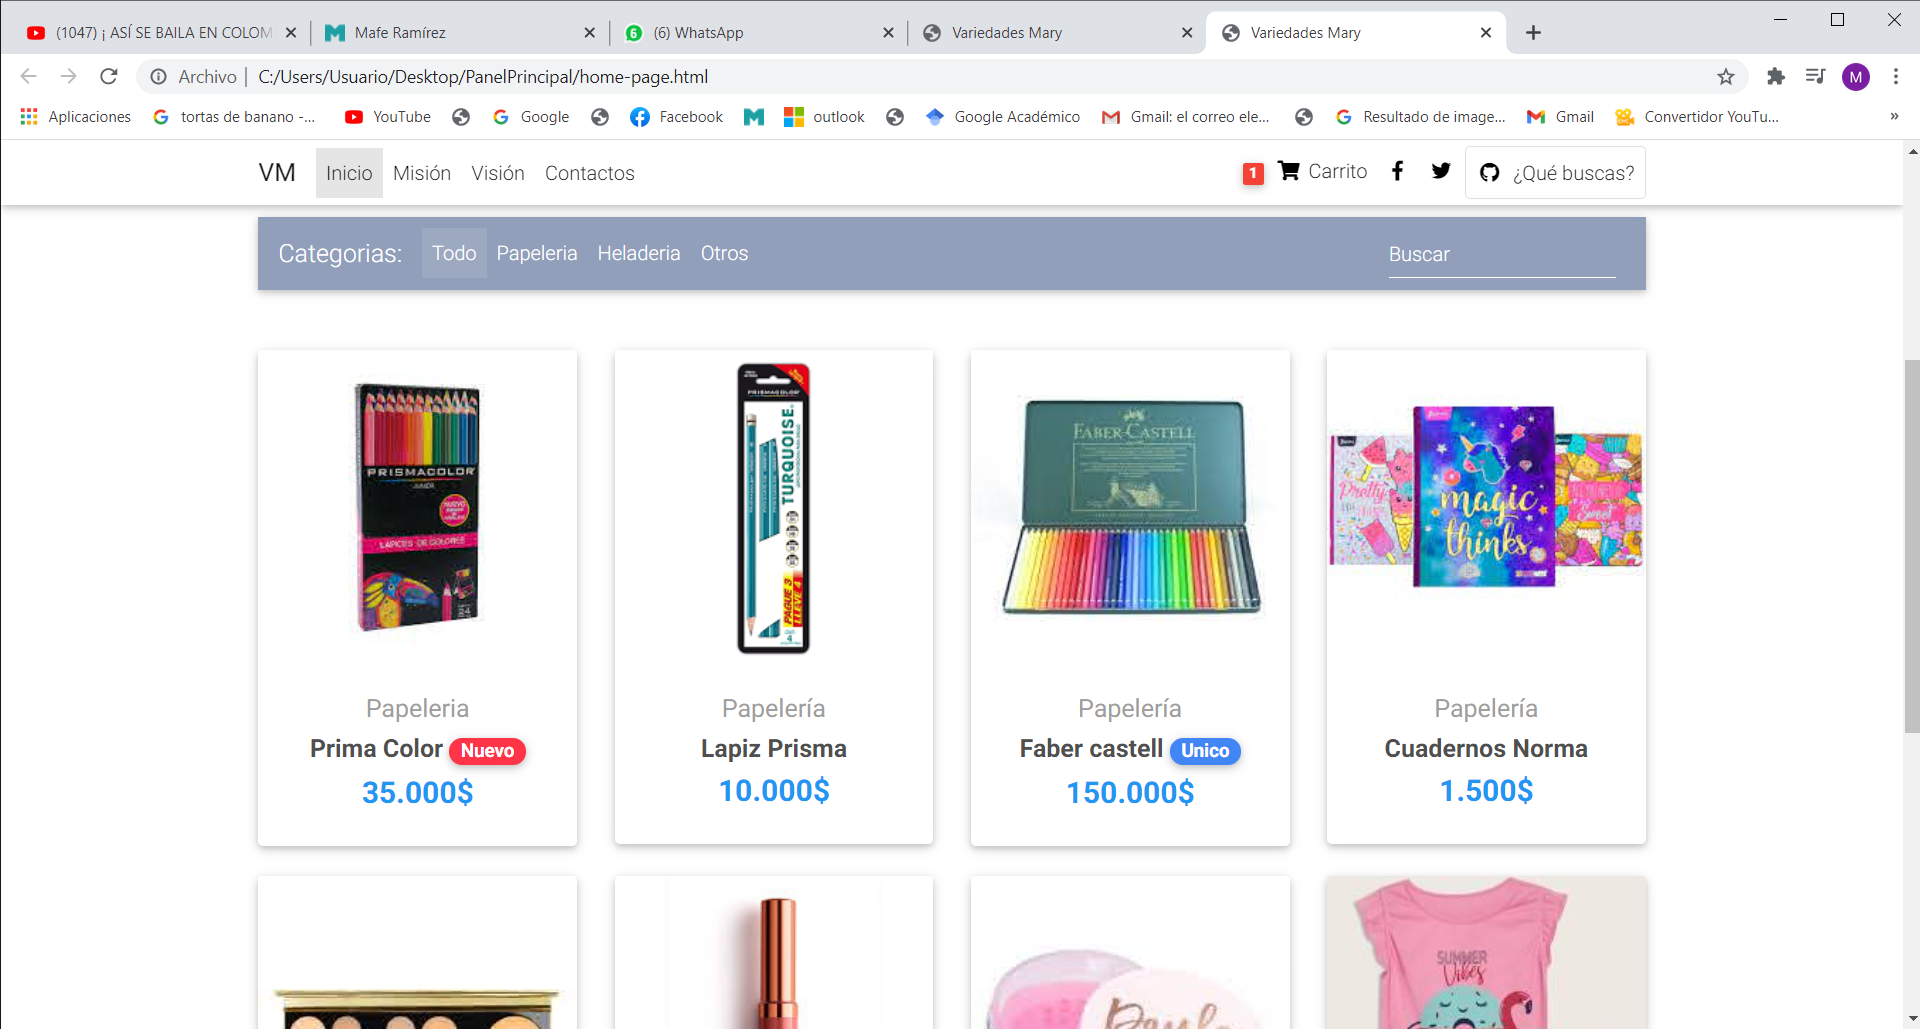 (1047) ¡ ASÍ SE BAILA EN COLOM
Mafe Ramírez
(6) WhatsApp
Variedades Mary
Variedades Mary
Archivo | C:/Users/Usuario/Desktop/PanelPrincipal/home-page.html
M
Aplicaciones
tortas de banano -...
YouTube
Google
Facebook
outlook
Google Académico
Gmail: el correo ele...
Resultado de image...
Gmail
Convertidor YouTu...
»
VM
Inicio
Misión
Visión
Contactos
1
Carrito
¿Qué buscas?
Categorias:
Todo
Papeleria
Heladeria
Otros
Buscar
PRISMACOLOR
JUNIOR
LAPICES DE COLORES
24
PRISMACOLOR
TURQUOISE
PAGUE 3
LLEVE 4
4
FABER-CASTELL
Pretty
magic
thinks
Sweet
Papeleria
Prima Color Nuevo
35.000$
Papelería
Lapiz Prisma
10.000$
Papelería
Faber castell Unico
150.000$
Papelería
Cuadernos Norma
1.500$
SUMMER
Vibes